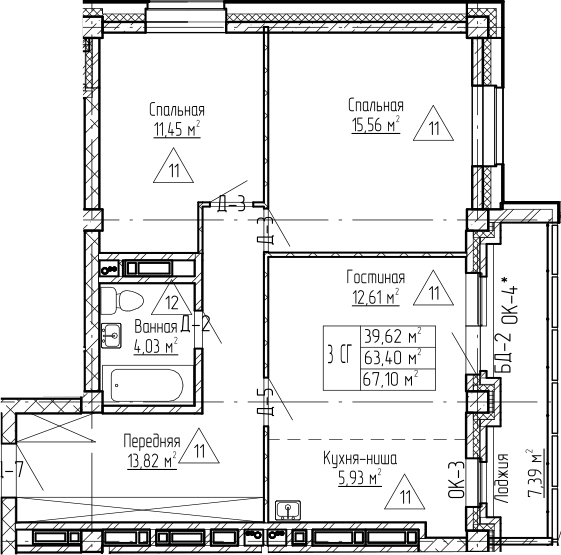 Спальная
11,45 м²
11
Спальная
15,56 м²
11
Д-3
Д-3
Гостиная
12,61 м²
11
ОК-4*
12
Ванная
4,03 м²
Д-2
3 СГ
39,62 м²
63,40 м²
67,10 м²
БД-2
Д-5
Передняя
13,82 м²
11
Кухня-ниша
5,93 м²
11
ОК-3
Лоджия
7,39 м²
Д-7